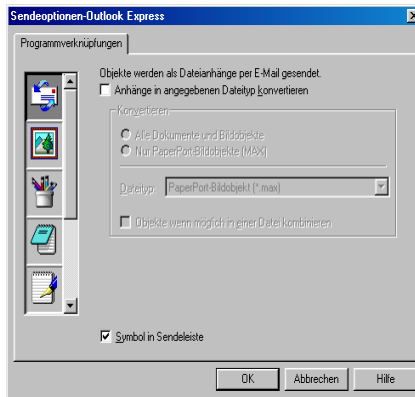 Sendeoptionen-Outlook Express
Programmverknüpfungen
Objekte werden als Dateianhänge per E-Mail gesendet.
Anhänge in angegebenen Dateityp konvertieren
Konvertieren
Alle Dokumente und Bildobjekte
Nur PaperPort-Bildobjekte (MAX)
Dateityp: PaperPort-Bildobjekt (*.max)
Objekte wenn möglich in einer Datei kombinieren
Symbol in Sendeleiste
OK Abbrechen Hilfe